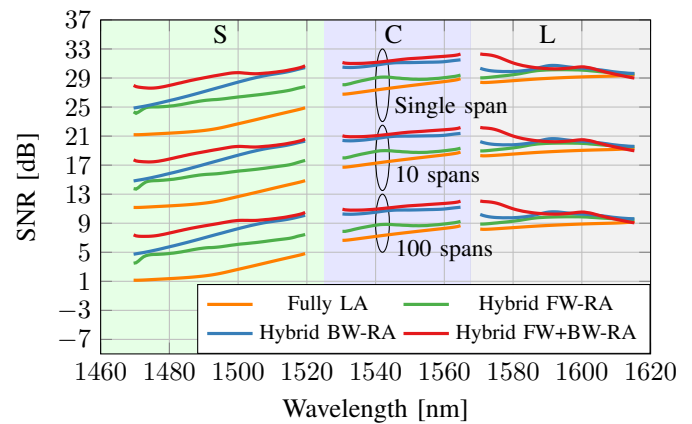 37
33
29
25
21
17
13
9
5
1
−3
−7
SNR [dB]
S
C
L
Single span
10 spans
100 spans
Fully LA
Hybrid FW-RA
Hybrid BW-RA
Hybrid FW+BW-RA
1460 1480 1500 1520 1540 1560 1580 1600 1620
Wavelength [nm]